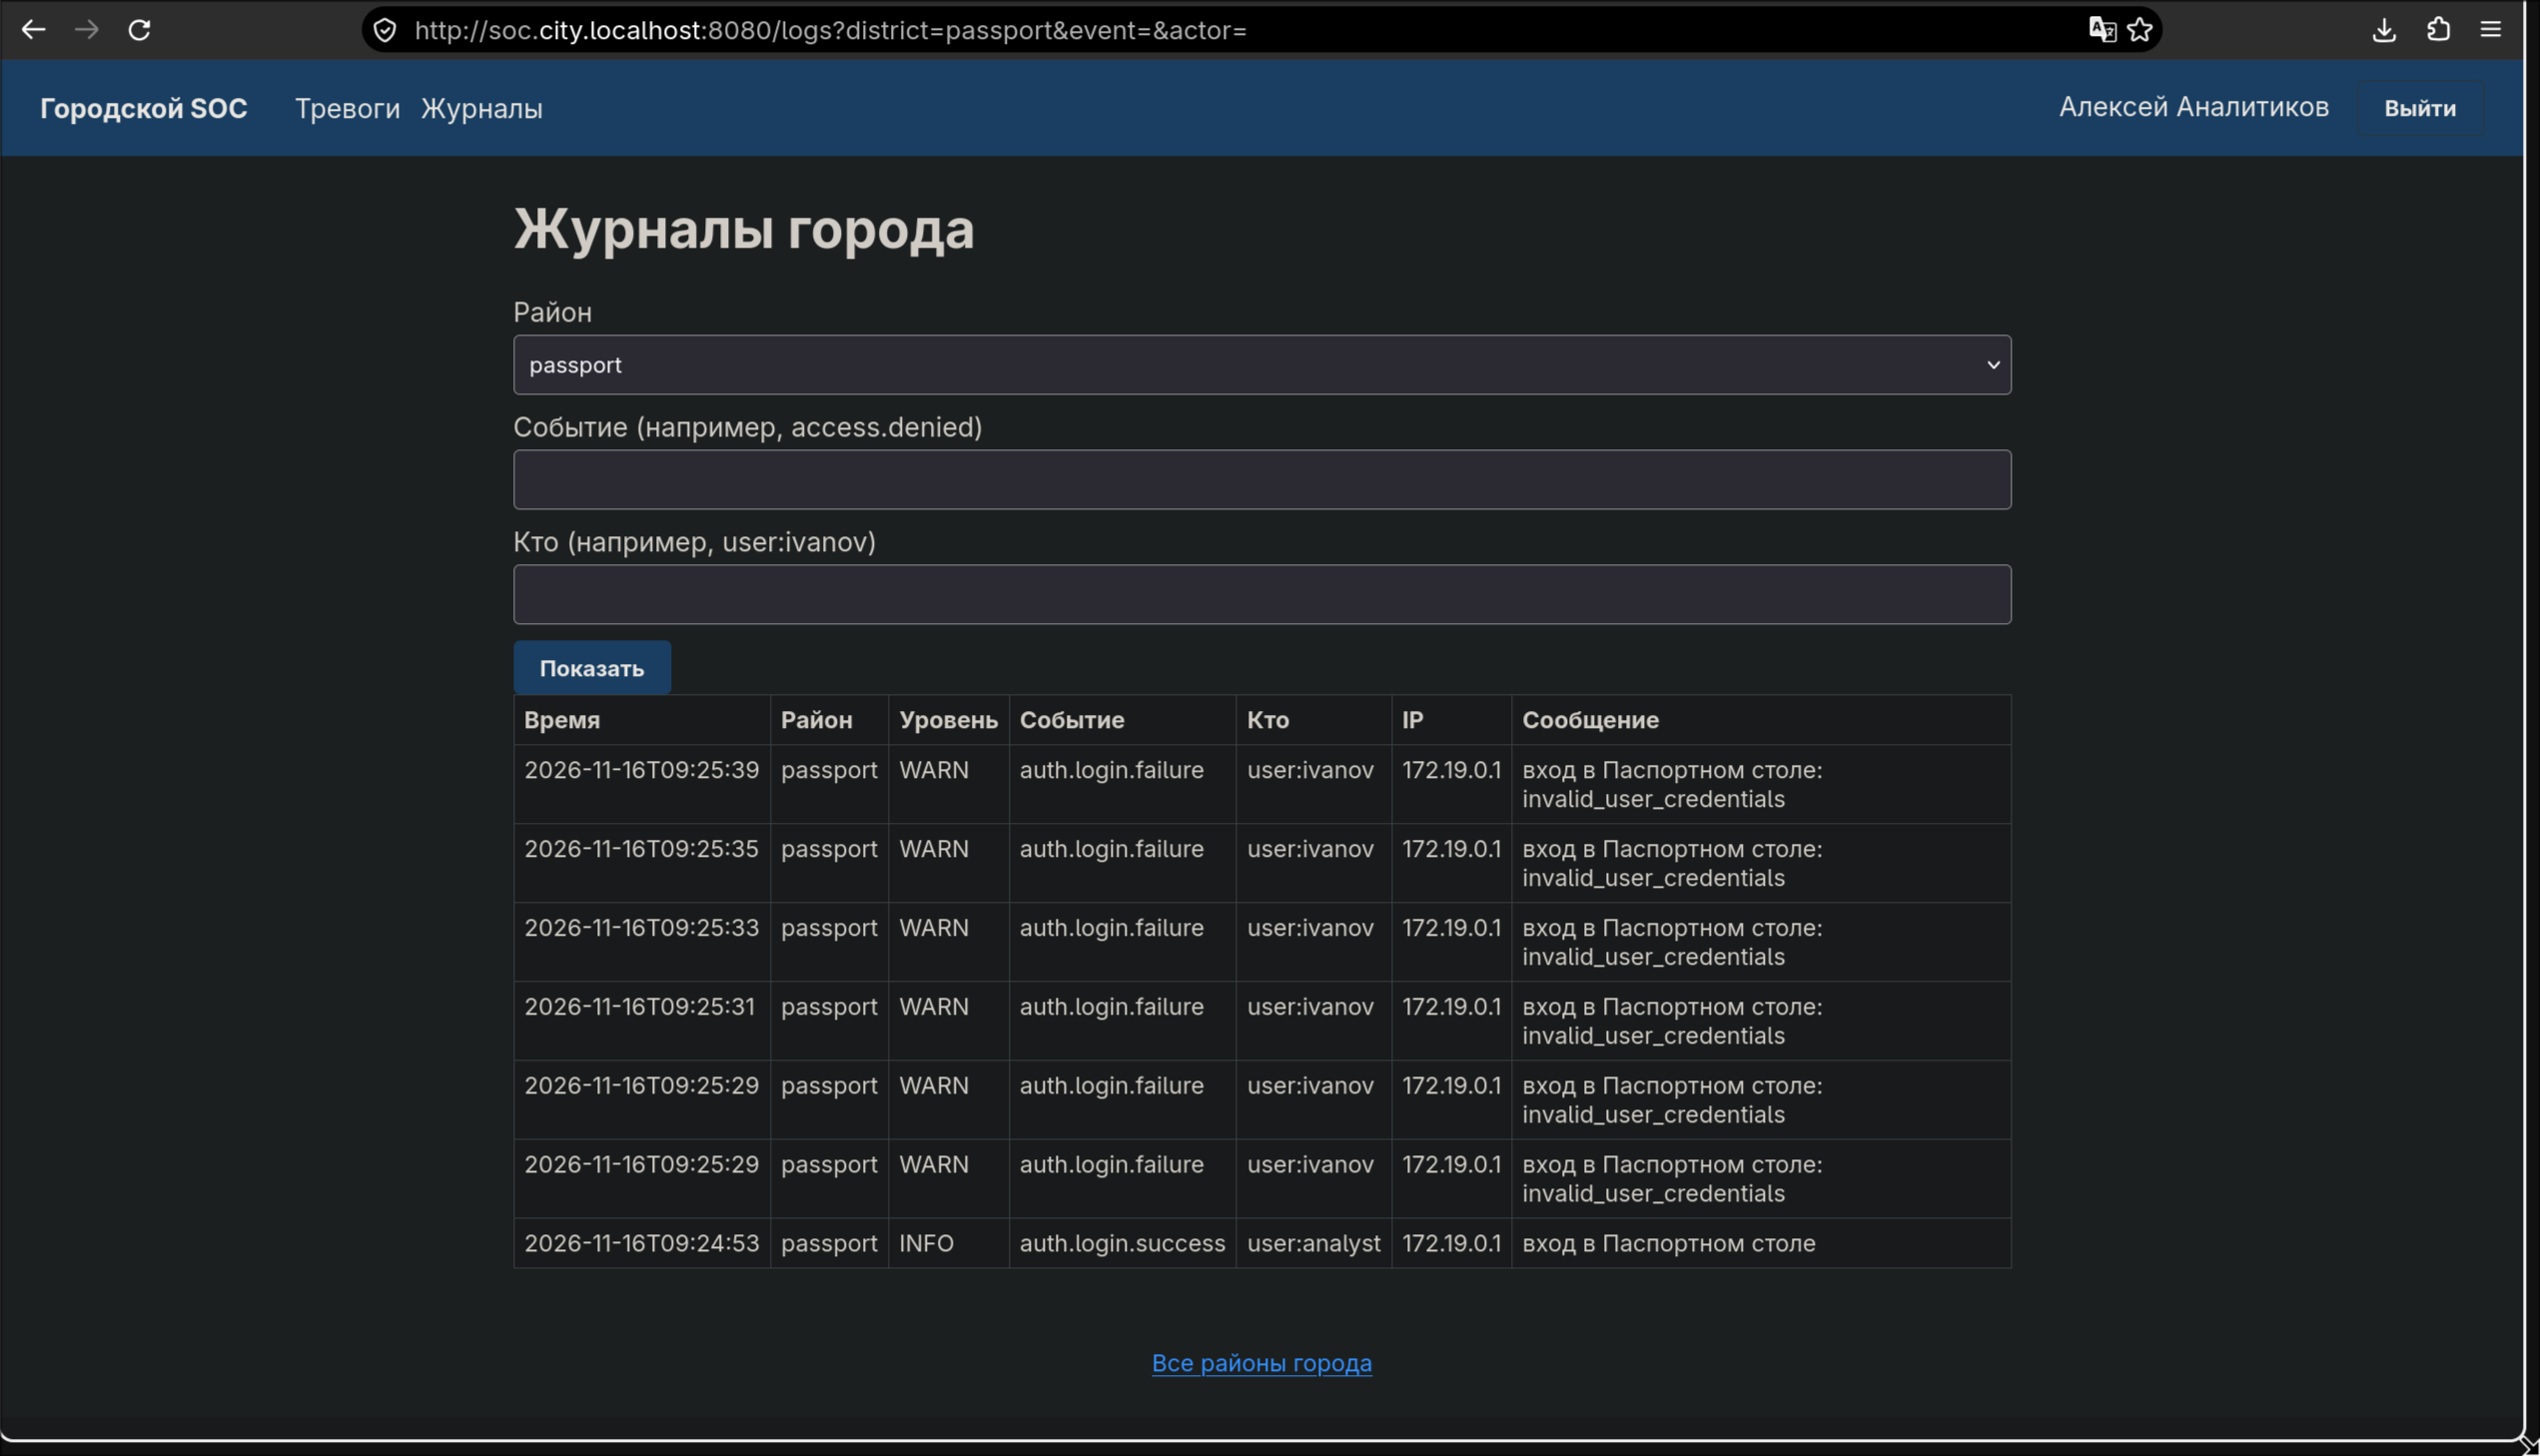 http://soc.city.localhost:8080/logs?district=passport&event=&actor=
Городской SOC Тревоги Журналы Алексей Аналитиков Выйти
Журналы города
Район
passport
Событие (например, access.denied)
Кто (например, user:ivanov)
Показать
Время Район Уровень Событие Кто IP Сообщение
2026-11-16T09:25:39 passport WARN auth.login.failure user:ivanov 172.19.0.1 вход в Паспортном столе:
invalid_user_credentials
2026-11-16T09:25:35 passport WARN auth.login.failure user:ivanov 172.19.0.1 вход в Паспортном столе:
invalid_user_credentials
2026-11-16T09:25:33 passport WARN auth.login.failure user:ivanov 172.19.0.1 вход в Паспортном столе:
invalid_user_credentials
2026-11-16T09:25:31 passport WARN auth.login.failure user:ivanov 172.19.0.1 вход в Паспортном столе:
invalid_user_credentials
2026-11-16T09:25:29 passport WARN auth.login.failure user:ivanov 172.19.0.1 вход в Паспортном столе:
invalid_user_credentials
2026-11-16T09:25:29 passport WARN auth.login.failure user:ivanov 172.19.0.1 вход в Паспортном столе:
invalid_user_credentials
2026-11-16T09:24:53 passport INFO auth.login.success user:analyst 172.19.0.1 вход в Паспортном столе
Все районы города